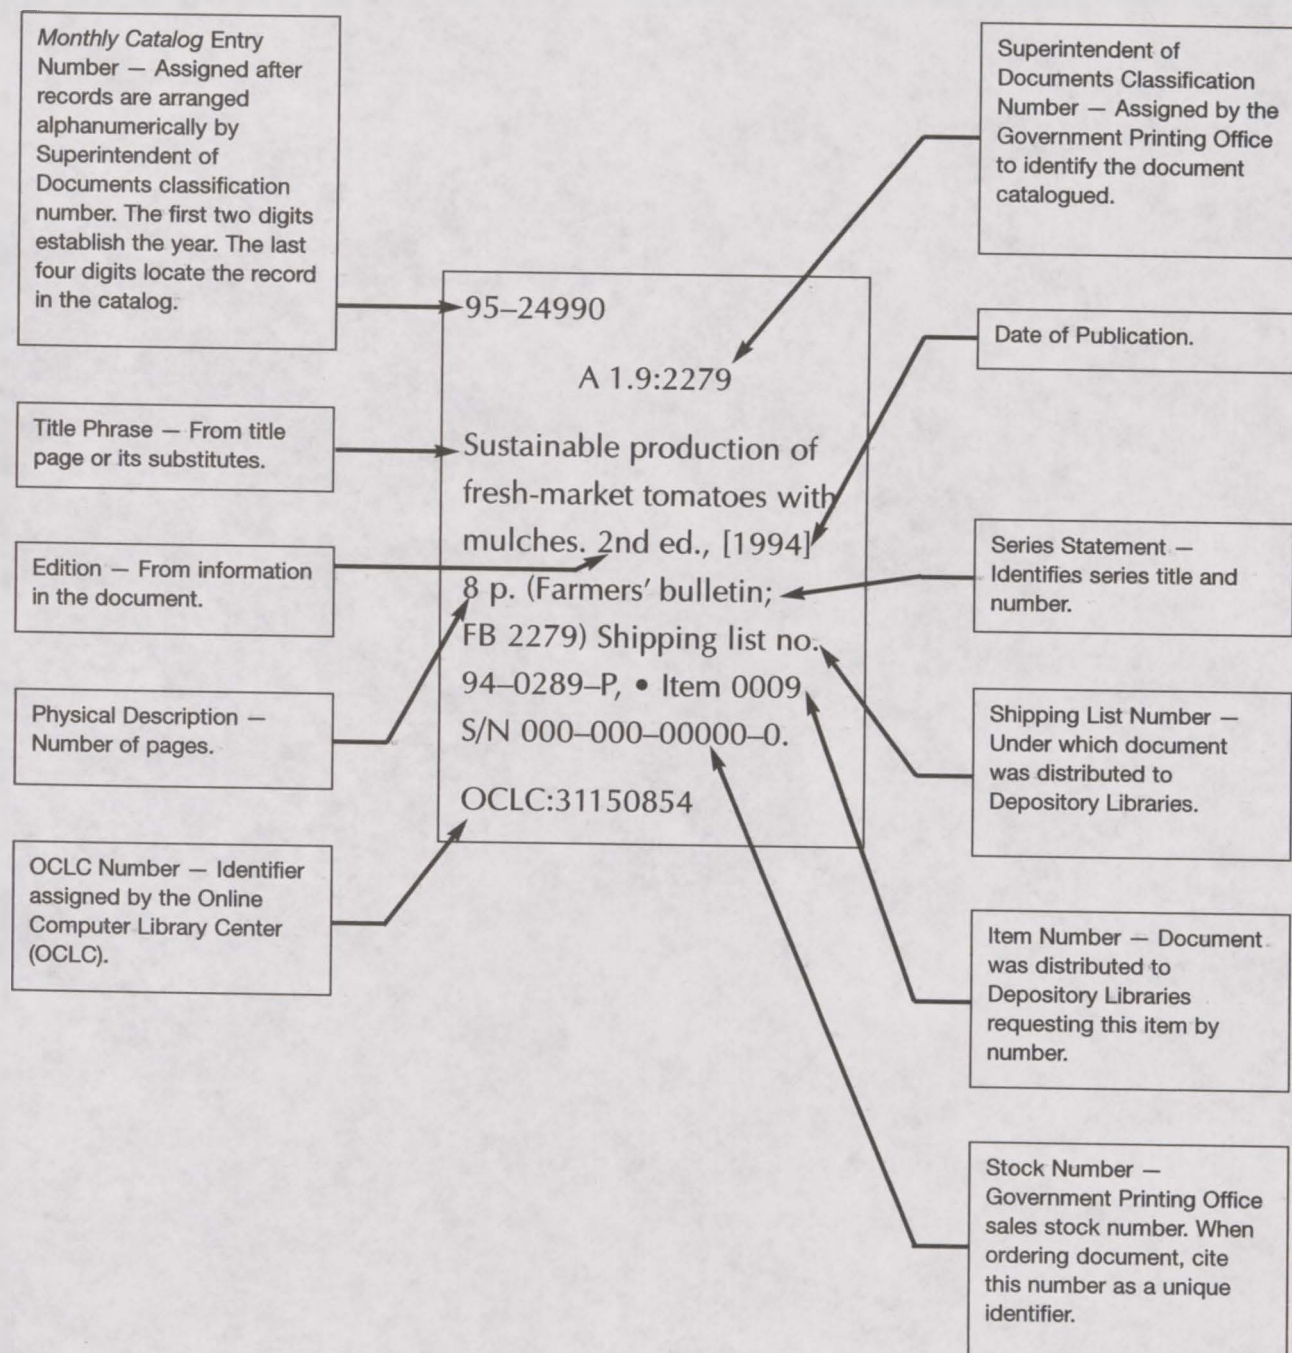 Monthly Catalog Entry
Number — Assigned after
records are arranged
alphanumerically by
Superintendent of
Documents classification
number. The first two digits
establish the year. The last
four digits locate the record
in the catalog.
Title Phrase — From title
page or its substitutes.
Edition — From information
in the document.
Physical Description —
Number of pages.
OCLC Number — Identifier
assigned by the Online
Computer Library Center
(OCLC).
95–24990
A 1.9:2279
Sustainable production of
fresh-market tomatoes with
mulches. 2nd ed., [1994]
8 p. (Farmers' bulletin;
FB 2279) Shipping list no.
94–0289–P, • Item 0009
S/N 000–000–00000–0.
OCLC:31150854
Superintendent of
Documents Classification
Number — Assigned by the
Government Printing Office
to identify the document
catalogued.
Date of Publication.
Series Statement —
Identifies series title and
number.
Shipping List Number —
Under which document
was distributed to
Depository Libraries.
Item Number — Document
was distributed to
Depository Libraries
requesting this item by
number.
Stock Number —
Government Printing Office
sales stock number. When
ordering document, cite
this number as a unique
identifier.